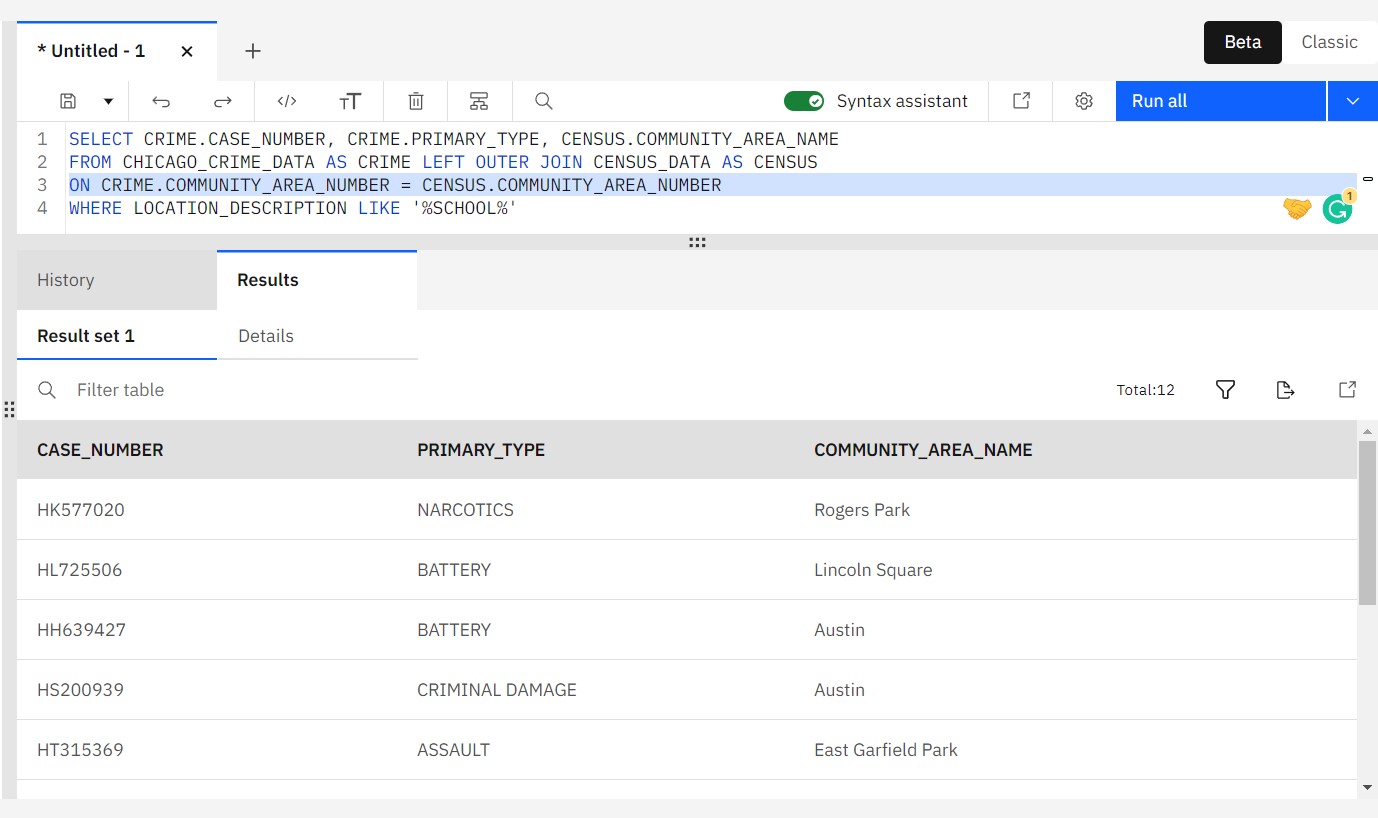 * Untitled - 1
Beta
Classic
Syntax assistant
Run all
1 SELECT CRIME.CASE_NUMBER, CRIME.PRIMARY_TYPE, CENSUS.COMMUNITY_AREA_NAME
2 FROM CHICAGO_CRIME_DATA AS CRIME LEFT OUTER JOIN CENSUS_DATA AS CENSUS
3 ON CRIME.COMMUNITY_AREA_NUMBER = CENSUS.COMMUNITY_AREA_NUMBER
4 WHERE LOCATION_DESCRIPTION LIKE '%SCHOOL%'
1
History Results
Result set 1 Details
Filter table Total:12
CASE_NUMBER PRIMARY_TYPE COMMUNITY_AREA_NAME
HK577020 NARCOTICS Rogers Park
HL725506 BATTERY Lincoln Square
HH639427 BATTERY Austin
HS200939 CRIMINAL DAMAGE Austin
HT315369 ASSAULT East Garfield Park